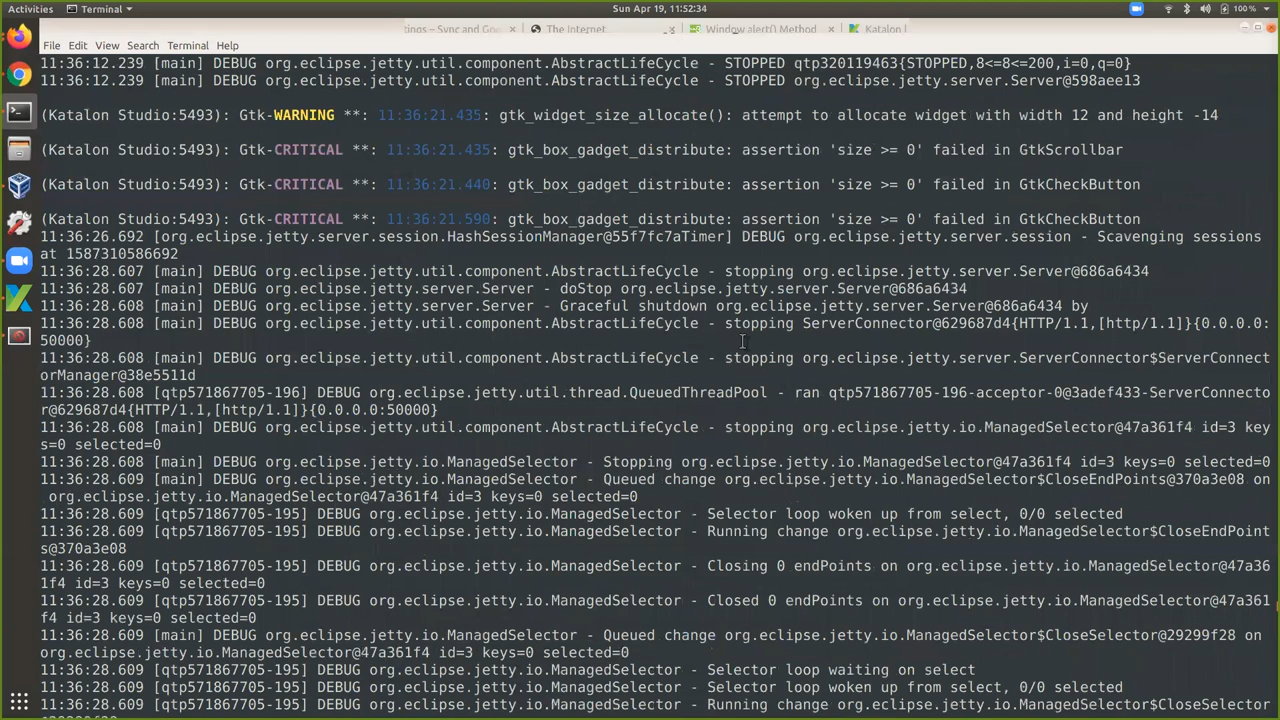 Activities
Terminal
Sun Apr 19, 11:52:34
100 %
Sync and Goo
The Internet
Window alert() Method
Katalon
File Edit View Search Terminal Help
11:36:12.239 [main] DEBUG org.eclipse.jetty.util.component.AbstractLifeCycle - STOPPED qtp320119463{STOPPED,8<=8<=200,i=0,q=0}
11:36:12.239 [main] DEBUG org.eclipse.jetty.util.component.AbstractLifeCycle - STOPPED org.eclipse.jetty.server.Server@598aee13
(Katalon Studio:5493): Gtk-WARNING **: 11:36:21.435: gtk_widget_size_allocate(): attempt to allocate widget with width 12 and height -14
(Katalon Studio:5493): Gtk-CRITICAL **: 11:36:21.435: gtk_box_gadget_distribute: assertion 'size >= 0' failed in GtkScrollbar
(Katalon Studio:5493): Gtk-CRITICAL **: 11:36:21.440: gtk_box_gadget_distribute: assertion 'size >= 0' failed in GtkCheckButton
(Katalon Studio:5493): Gtk-CRITICAL **: 11:36:21.590: gtk_box_gadget_distribute: assertion 'size >= 0' failed in GtkCheckButton
11:36:26.692 [org.eclipse.jetty.server.session.HashSessionManager@55f7fc7aTimer] DEBUG org.eclipse.jetty.server.session - Scavenging sessions
at 1587310586692
11:36:28.607 [main] DEBUG org.eclipse.jetty.util.component.AbstractLifeCycle - stopping org.eclipse.jetty.server.Server@686a6434
11:36:28.607 [main] DEBUG org.eclipse.jetty.server.Server - doStop org.eclipse.jetty.server.Server@686a6434
11:36:28.608 [main] DEBUG org.eclipse.jetty.server.Server - Graceful shutdown org.eclipse.jetty.server.Server@686a6434 by
11:36:28.608 [main] DEBUG org.eclipse.jetty.util.component.AbstractLifeCycle - stopping ServerConnector@629687d4{HTTP/1.1,[http/1.1]}{0.0.0.0:
50000}
11:36:28.608 [main] DEBUG org.eclipse.jetty.util.component.AbstractLifeCycle - stopping org.eclipse.jetty.server.ServerConnector$ServerConnect
orManager@38e5511d
11:36:28.608 [qtp571867705-196] DEBUG org.eclipse.jetty.util.thread.QueuedThreadPool - ran qtp571867705-196-acceptor-0@3adef433-ServerConnecto
r@629687d4{HTTP/1.1,[http/1.1]}{0.0.0.0:50000}
11:36:28.608 [main] DEBUG org.eclipse.jetty.util.component.AbstractLifeCycle - stopping org.eclipse.jetty.io.ManagedSelector@47a361f4 id=3 key
s=0 selected=0
11:36:28.608 [main] DEBUG org.eclipse.jetty.io.ManagedSelector - Stopping org.eclipse.jetty.io.ManagedSelector@47a361f4 id=3 keys=0 selected=0
11:36:28.609 [main] DEBUG org.eclipse.jetty.io.ManagedSelector - Queued change org.eclipse.jetty.io.ManagedSelector$CloseEndPoints@370a3e08 on
org.eclipse.jetty.io.ManagedSelector@47a361f4 id=3 keys=0 selected=0
11:36:28.609 [qtp571867705-195] DEBUG org.eclipse.jetty.io.ManagedSelector - Selector loop woken up from select, 0/0 selected
11:36:28.609 [qtp571867705-195] DEBUG org.eclipse.jetty.io.ManagedSelector - Running change org.eclipse.jetty.io.ManagedSelector$CloseEndPoint
s@370a3e08
11:36:28.609 [qtp571867705-195] DEBUG org.eclipse.jetty.io.ManagedSelector - Closing 0 endPoints on org.eclipse.jetty.io.ManagedSelector@47a36
1f4 id=3 keys=0 selected=0
11:36:28.609 [qtp571867705-195] DEBUG org.eclipse.jetty.io.ManagedSelector - Closed 0 endPoints on org.eclipse.jetty.io.ManagedSelector@47a361
f4 id=3 keys=0 selected=0
11:36:28.609 [main] DEBUG org.eclipse.jetty.io.ManagedSelector - Queued change org.eclipse.jetty.io.ManagedSelector$CloseSelector@29299f28 on
org.eclipse.jetty.io.ManagedSelector@47a361f4 id=3 keys=0 selected=0
11:36:28.609 [qtp571867705-195] DEBUG org.eclipse.jetty.io.ManagedSelector - Selector loop waiting on select
11:36:28.609 [qtp571867705-195] DEBUG org.eclipse.jetty.io.ManagedSelector - Selector loop woken up from select, 0/0 selected
11:36:28.609 [qtp571867705-195] DEBUG org.eclipse.jetty.io.ManagedSelector - Running change org.eclipse.jetty.io.ManagedSelector$CloseSelector